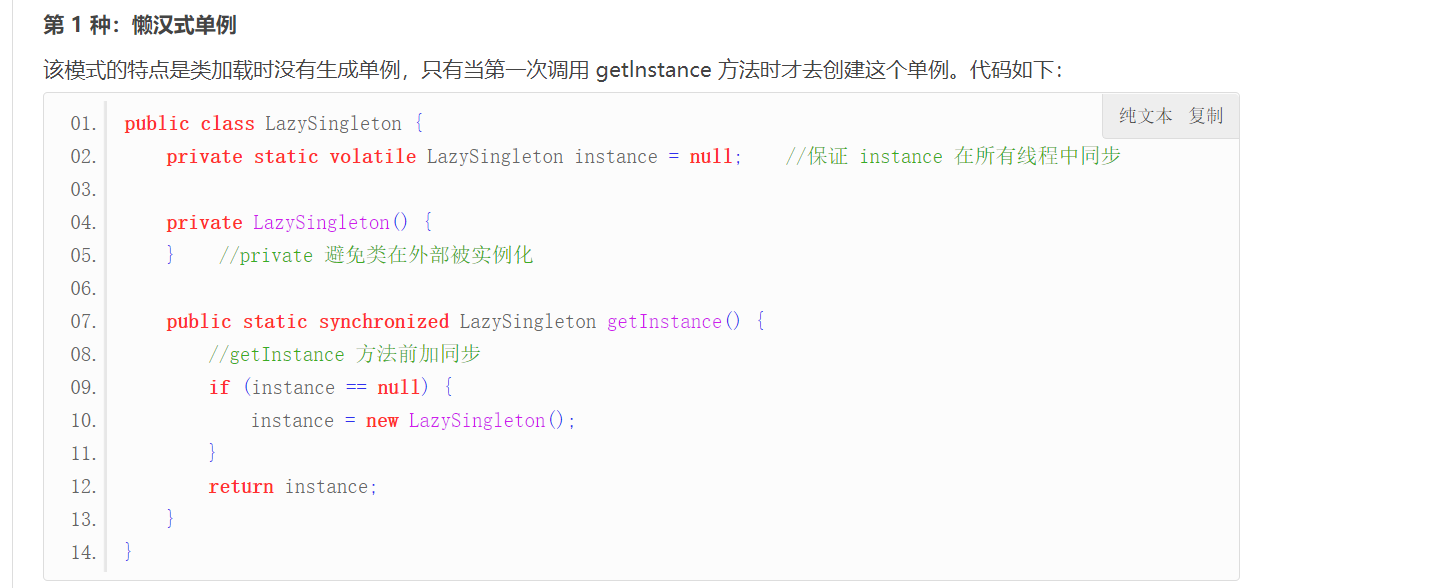 第 1 种：懒汉式单例
该模式的特点是类加载时没有生成单例，只有当第一次调用 getlnstance 方法时才去创建这个单例。代码如下：
纯文本 复制
01. public class LazySingleton {
02.     private static volatile LazySingleton instance = null;    //保证 instance 在所有线程中同步
03.
04.     private LazySingleton() {
05.     }    //private 避免类在外部被实例化
06.
07.     public static synchronized LazySingleton getInstance() {
08.         //getInstance 方法前加同步
09.         if (instance == null) {
10.             instance = new LazySingleton();
11.         }
12.         return instance;
13.     }
14. }